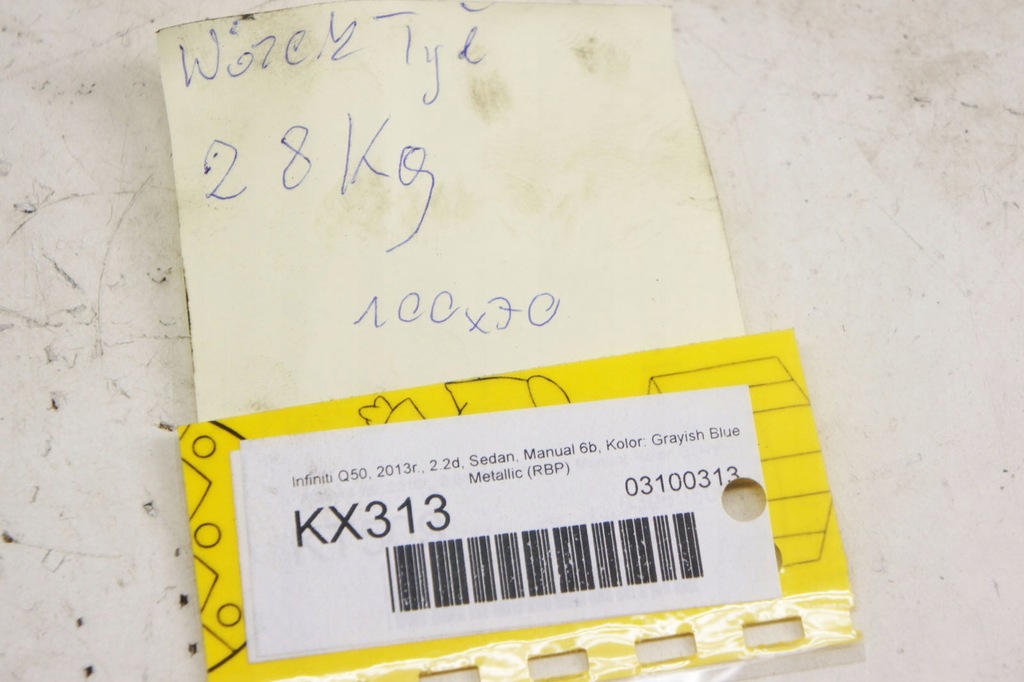 Wózek Tył
28 Kg
100x70
Infiniti Q50, 2013r., 2.2d, Sedan, Manual 6b, Kolor: Grayish Blue
Metallic (RBP)
03100313
KX313